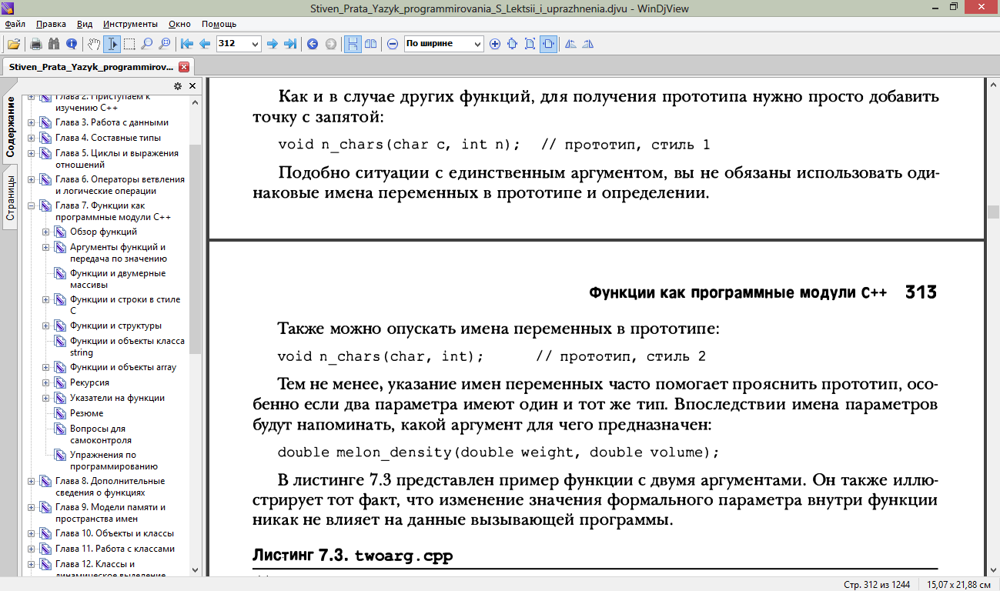 Stiven_Prata_Yazyk_programmirovania_S_Lektsii_i_uprazhnenia.djvu - WinDjView
Файл Правка Вид Инструменты Окно Помощь
312 По ширине
Stiven_Prata_Yazyk_programmirov...
Содержание
Страницы
Глава 2. Приступаем к
изучению C++
Глава 3. Работа с данными
Глава 4. Составные типы
Глава 5. Циклы и выражения
отношений
Глава 6. Операторы ветвления
и логические операции
Глава 7. Функции как
программные модули C++
Обзор функций
Аргументы функций и
передача по значению
Функции и двумерные
массивы
Функции и строки в стиле
C
Функции и структуры
Функции и объекты класса
string
Функции и объекты array
Рекурсия
Указатели на функции
Резюме
Вопросы для
самоконтроля
Упражнения по
программированию
Глава 8. Дополнительные
сведения о функциях
Глава 9. Модели памяти и
пространства имен
Глава 10. Объекты и классы
Глава 11. Работа с классами
Глава 12. Классы и
динамическое выделение
Как и в случае других функций, для получения прототипа нужно просто добавить
точку с запятой:
void n_chars(char c, int n); // прототип, стиль 1
Подобно ситуации с единственным аргументом, вы не обязаны использовать оди-
наковые имена переменных в прототипе и определении.
Функции как программные модули C++ 313
Также можно опускать имена переменных в прототипе:
void n_chars(char, int); // прототип, стиль 2
Тем не менее, указание имен переменных часто помогает прояснить прототип, осо-
бенно если два параметра имеют один и тот же тип. Впоследствии имена параметров
будут напоминать, какой аргумент для чего предназначен:
double melon_density(double weight, double volume);
В листинге 7.3 представлен пример функции с двумя аргументами. Он также иллю-
стрирует тот факт, что изменение значения формального параметра внутри функции
никак не влияет на данные вызывающей программы.
Листинг 7.3. twoarg.cpp
Стр. 312 из 1244 15,07 x 21,88 см